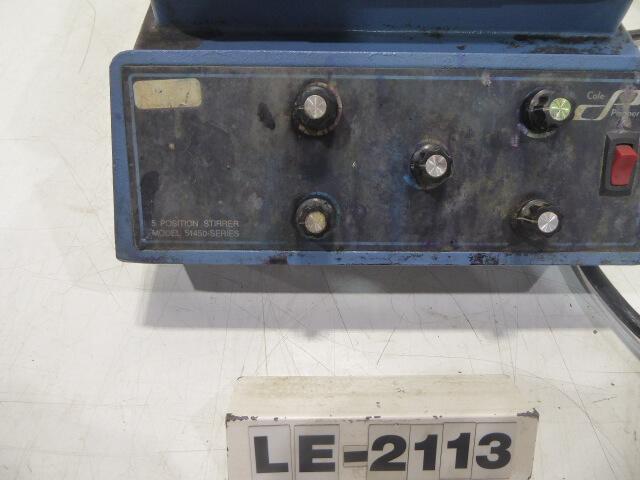 Cole
Parmer
5 POSITION STIRRER
MODEL 51450-SERIES
LE-2113